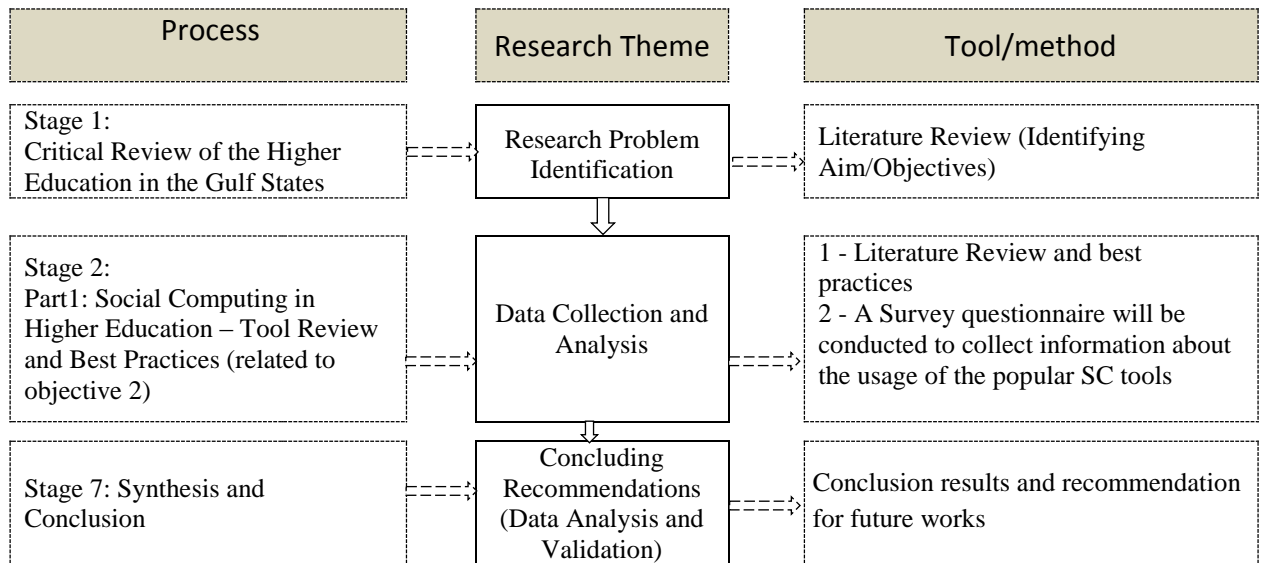 Process
Research Theme
Tool/method
Stage 1:
Critical Review of the Higher
Education in the Gulf States
Research Problem
Identification
Literature Review (Identifying
Aim/Objectives)
Stage 2:
Part1: Social Computing in
Higher Education – Tool Review
and Best Practices (related to
objective 2)
Data Collection and
Analysis
1 - Literature Review and best
practices
2 - A Survey questionnaire will be
conducted to collect information about
the usage of the popular SC tools
Stage 7: Synthesis and
Conclusion
Concluding
Recommendations
(Data Analysis and
Validation)
Conclusion results and recommendation
for future works